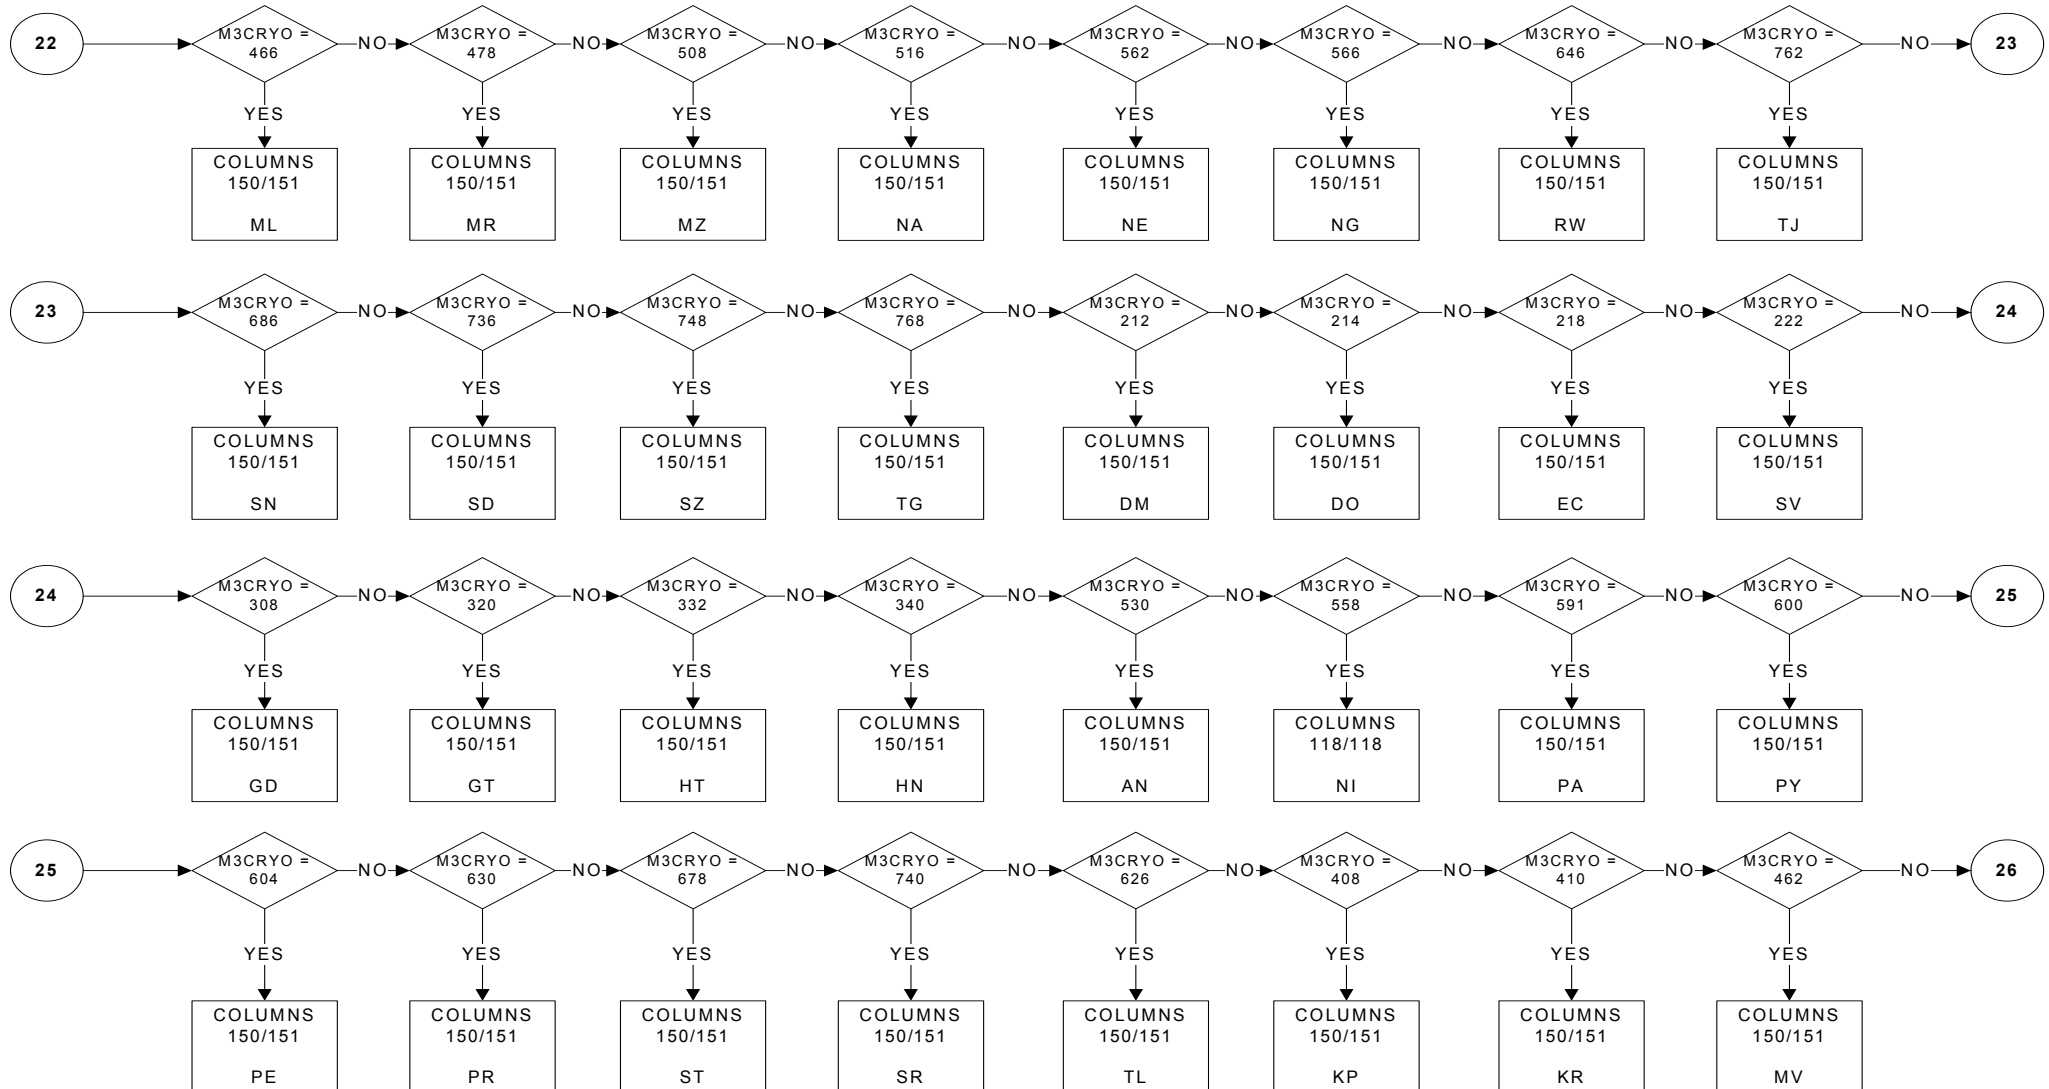 22
M3CRYO =
466
NO
M3CRYO =
478
NO
M3CRYO =
508
NO
M3CRYO =
516
NO
M3CRYO =
562
NO
M3CRYO =
566
NO
M3CRYO =
646
NO
M3CRYO =
762
NO
23
YES
YES
YES
YES
YES
YES
YES
YES
COLUMNS
150/151
ML
COLUMNS
150/151
MR
COLUMNS
150/151
MZ
COLUMNS
150/151
NA
COLUMNS
150/151
NE
COLUMNS
150/151
NG
COLUMNS
150/151
RW
COLUMNS
150/151
TJ
23
M3CRYO =
686
NO
M3CRYO =
736
NO
M3CRYO =
748
NO
M3CRYO =
768
NO
M3CRYO =
212
NO
M3CRYO =
214
NO
M3CRYO =
218
NO
M3CRYO =
222
NO
24
YES
YES
YES
YES
YES
YES
YES
YES
COLUMNS
150/151
SN
COLUMNS
150/151
SD
COLUMNS
150/151
SZ
COLUMNS
150/151
TG
COLUMNS
150/151
DM
COLUMNS
150/151
DO
COLUMNS
150/151
EC
COLUMNS
150/151
SV
24
M3CRYO =
308
NO
M3CRYO =
320
NO
M3CRYO =
332
NO
M3CRYO =
340
NO
M3CRYO =
530
NO
M3CRYO =
558
NO
M3CRYO =
591
NO
M3CRYO =
600
NO
25
YES
YES
YES
YES
YES
YES
YES
YES
COLUMNS
150/151
GD
COLUMNS
150/151
GT
COLUMNS
150/151
HT
COLUMNS
150/151
HN
COLUMNS
150/151
AN
COLUMNS
118/118
NI
COLUMNS
150/151
PA
COLUMNS
150/151
PY
25
M3CRYO =
604
NO
M3CRYO =
630
NO
M3CRYO =
678
NO
M3CRYO =
740
NO
M3CRYO =
626
NO
M3CRYO =
408
NO
M3CRYO =
410
NO
M3CRYO =
462
NO
26
YES
YES
YES
YES
YES
YES
YES
YES
COLUMNS
150/151
PE
COLUMNS
150/151
PR
COLUMNS
150/151
ST
COLUMNS
150/151
SR
COLUMNS
150/151
TL
COLUMNS
150/151
KP
COLUMNS
150/151
KR
COLUMNS
150/151
MV